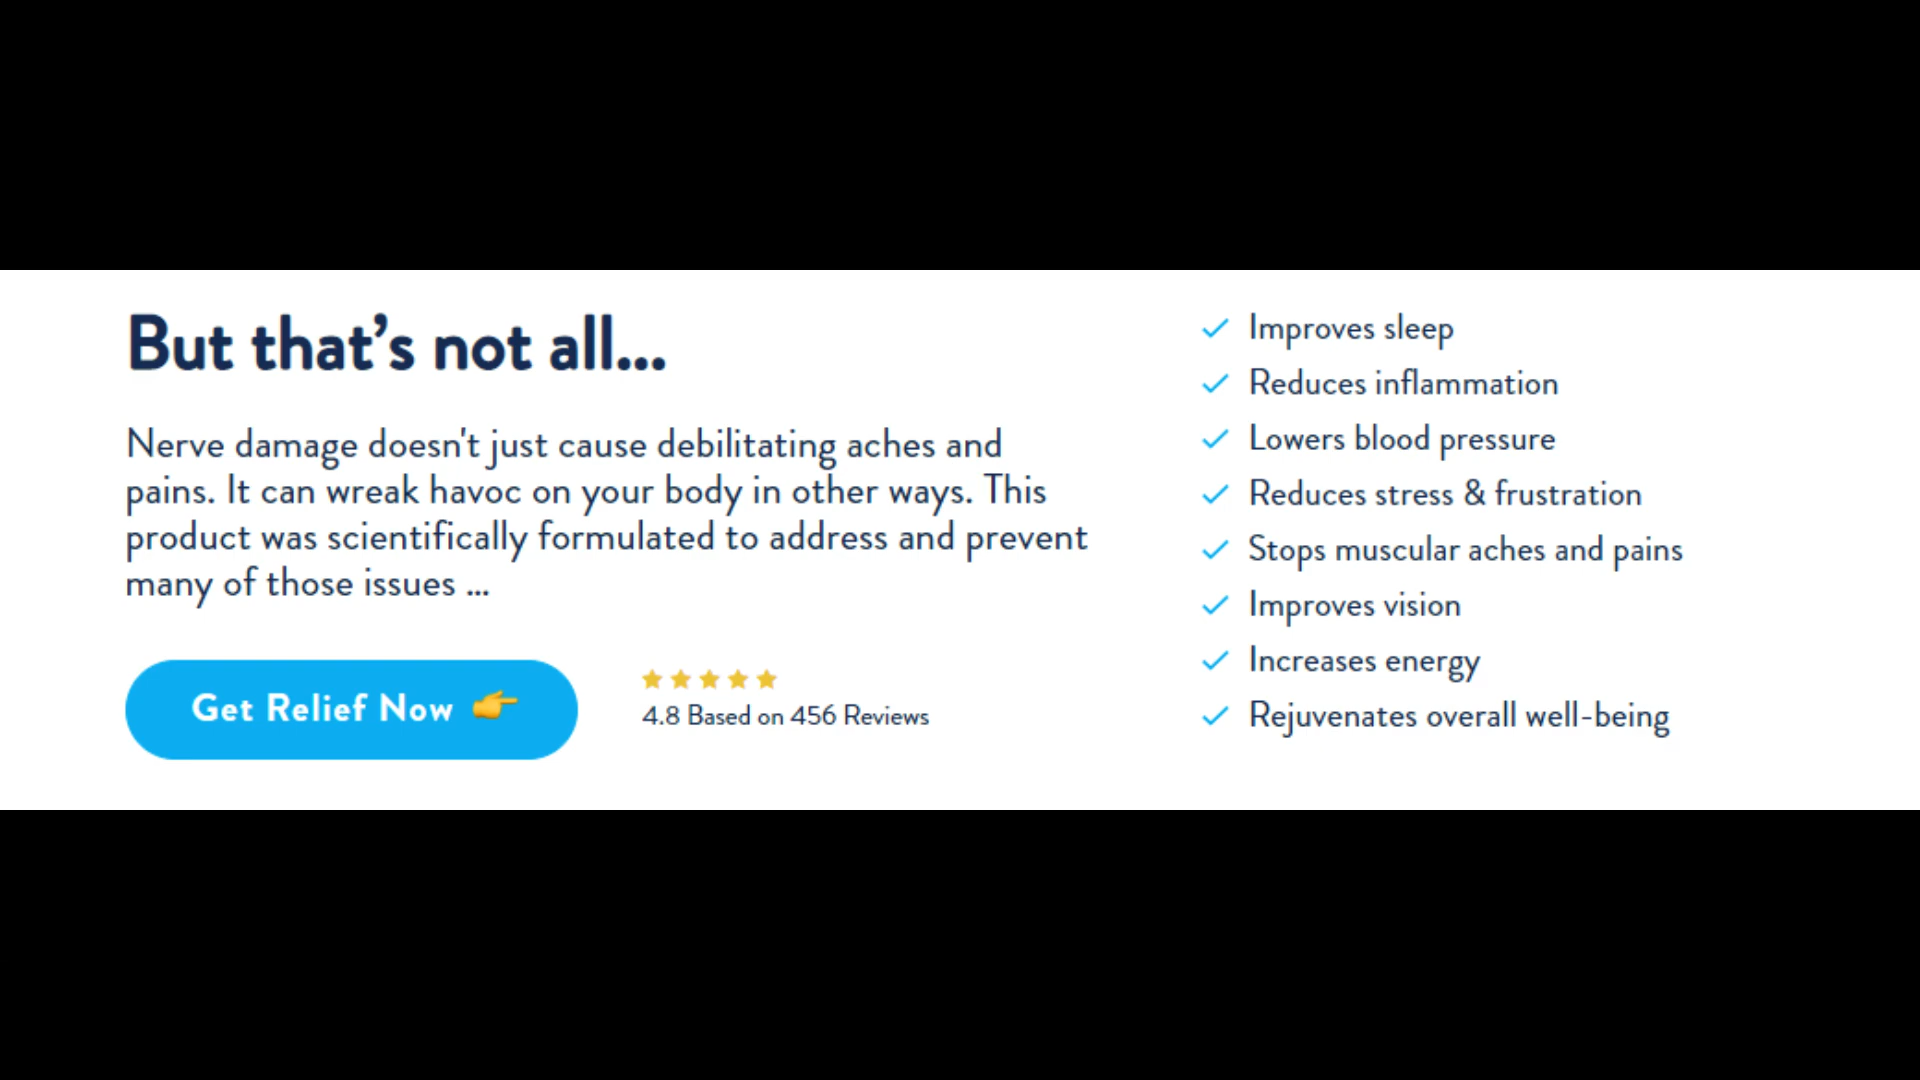 But that’s not all...
Nerve damage doesn't just cause debilitating aches and
pains. It can wreak havoc on your body in other ways. This
product was scientifically formulated to address and prevent
many of those issues ...
Get Relief Now 👉
4.8 Based on 456 Reviews
Improves sleep
Reduces inflammation
Lowers blood pressure
Reduces stress & frustration
Stops muscular aches and pains
Improves vision
Increases energy
Rejuvenates overall well-being